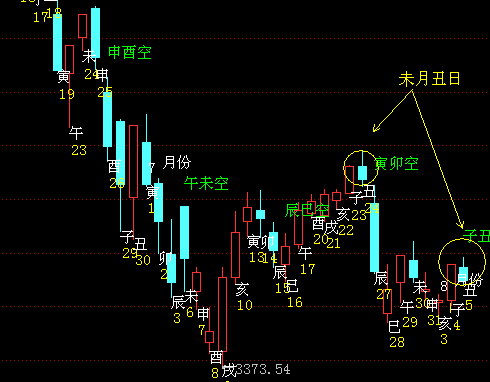 17
18
寅
19
未
24
申
25
申酉空
午
23
酉
26
7
月份
寅
1
子
29
丑
30
卯
2
午未空
辰
3
未
6
申
7
酉
8
戌
3373.54
亥
10
寅
13
卯
14
辰
15
巳
16
午
17
辰巳空
酉
20
戌
21
亥
22
子
23
丑
24
寅卯空
未月丑日
辰
27
巳
28
午
29
未
30
申
31
8
月份
亥
3
子
4
丑
5
子丑